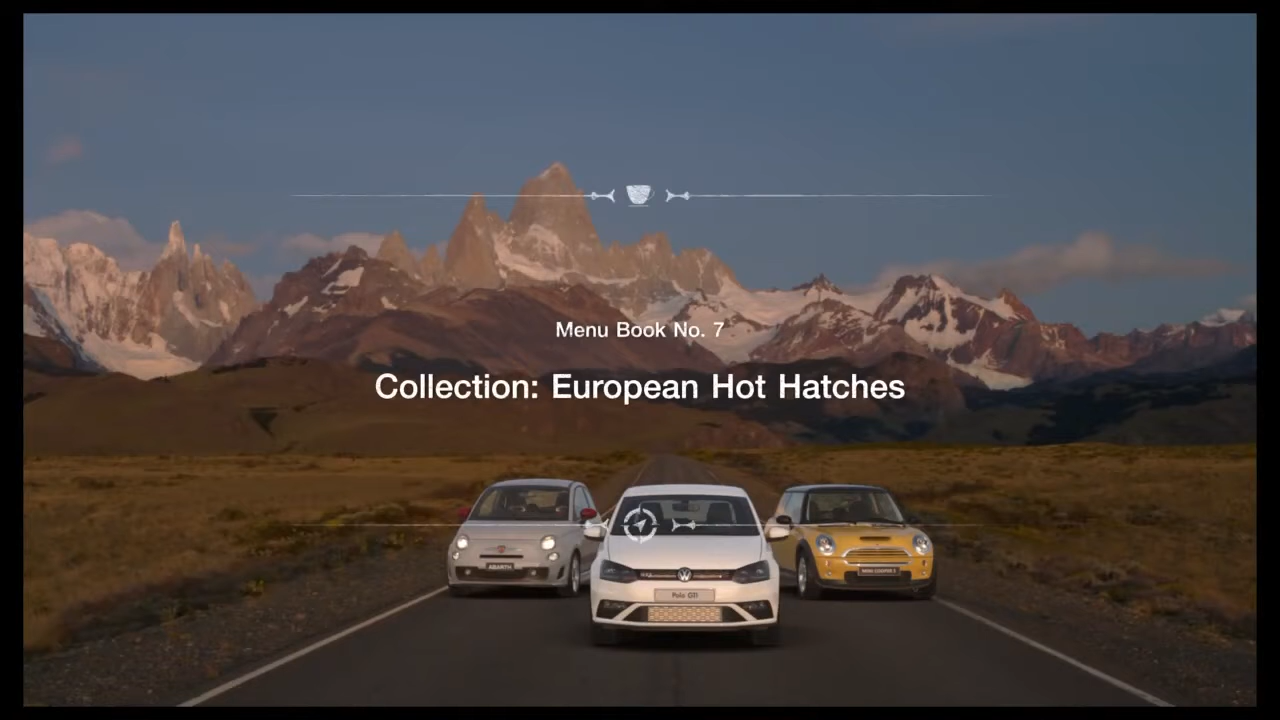 Menu Book No. 7
Collection: European Hot Hatches
ABARTH
Polo GTI
MINI COOPER S